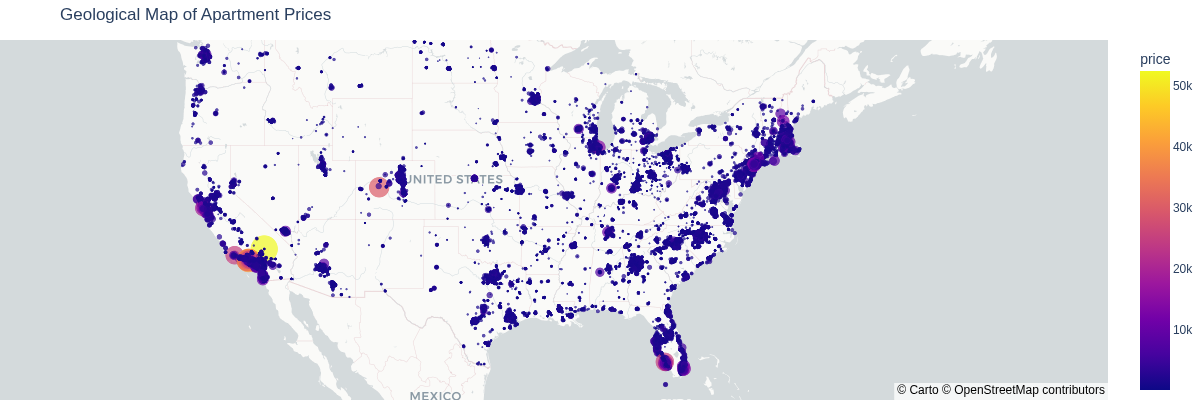 Geological Map of Apartment Prices
price
50k
40k
30k
20k
10k
UNITED STATES
MEXICO
© Carto © OpenStreetMap contributors